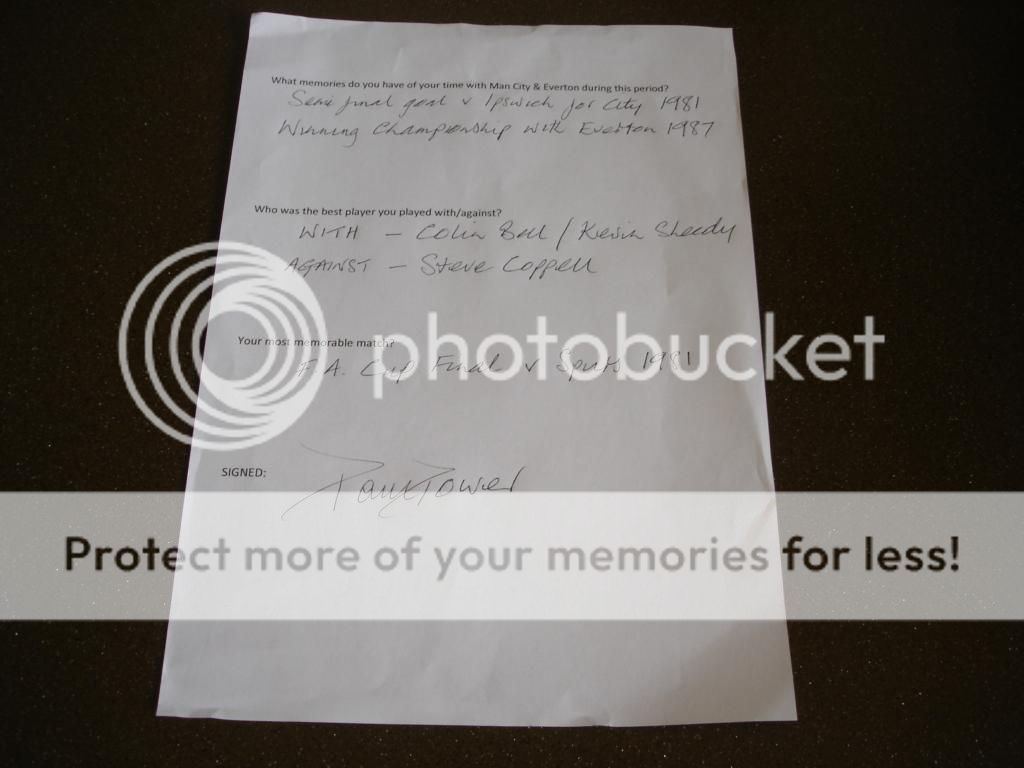 What memories do you have of your time with Man City & Everton during this period?
Semi final goal v Ipswich for City 1981
Winning Championship with Everton 1987
Who was the best player you played with/against?
WITH - Colin Bell / Kevin Sheedy
AGAINST - Steve Coppell
Your most memorable match?
F.A. Cup Final v Spurs 1981
photobucket
SIGNED:
Paul Power
Protect more of your memories for less!